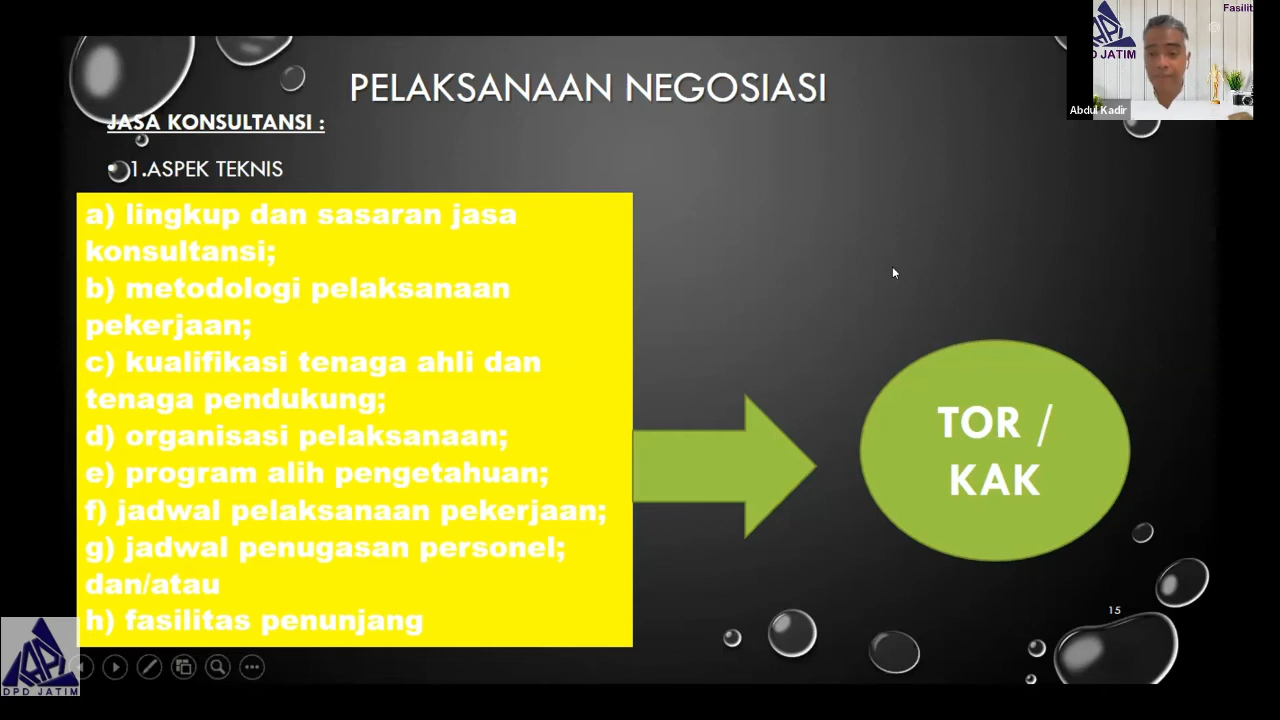 PELAKSANAAN NEGOSIASI
JASA KONSULTANSI :
1.ASPEK TEKNIS
a) lingkup dan sasaran jasa
konsultansi;
b) metodologi pelaksanaan
pekerjaan;
c) kualifikasi tenaga ahli dan
tenaga pendukung;
d) organisasi pelaksanaan;
e) program alih pengetahuan;
f) jadwal pelaksanaan pekerjaan;
g) jadwal penugasan personel;
dan/atau
h) fasilitas penunjang
TOR /
KAK
15
Fasilit
D JATIM
Abdul Kadir
DPD JATIM